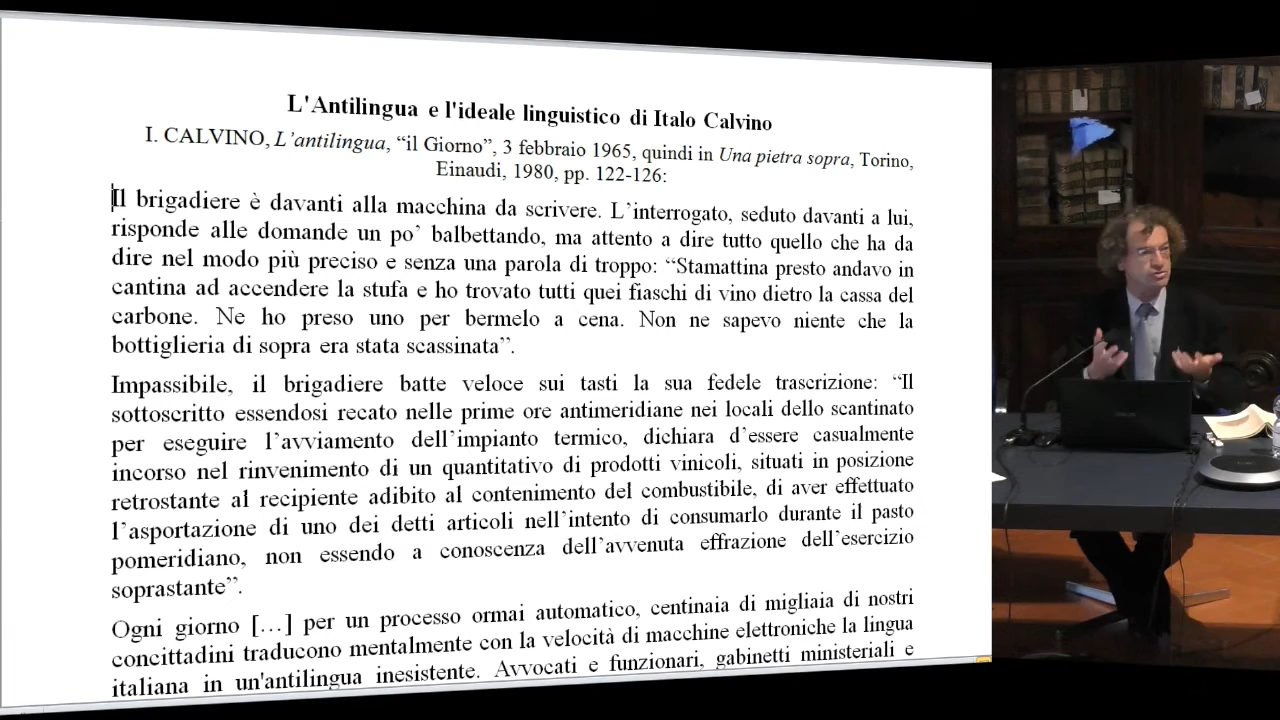 L'Antilingua e l'ideale linguistico di Italo Calvino
I. CALVINO, L’antilingua, “il Giorno”, 3 febbraio 1965, quindi in Una pietra sopra, Torino,
Einaudi, 1980, pp. 122-126:
Il brigadiere è davanti alla macchina da scrivere. L’interrogato, seduto davanti a lui,
risponde alle domande un po’ balbettando, ma attento a dire tutto quello che ha da
dire nel modo più preciso e senza una parola di troppo: “Stamattina presto andavo in
cantina ad accendere la stufa e ho trovato tutti quei fiaschi di vino dietro la cassa del
carbone. Ne ho preso uno per bermelo a cena. Non ne sapevo niente che la
bottiglieria di sopra era stata scassinata”.
Impassibile, il brigadiere batte veloce sui tasti la sua fedele trascrizione: “Il
sottoscritto essendosi recato nelle prime ore antimeridiane nei locali dello scantinato
per eseguire l’avviamento dell’impianto termico, dichiara d’essere casualmente
incorso nel rinvenimento di un quantitativo di prodotti vinicoli, situati in posizione
retrostante al recipiente adibito al contenimento del combustibile, di aver effettuato
l’asportazione di uno dei detti articoli nell’intento di consumarlo durante il pasto
pomeridiano, non essendo a conoscenza dell’avvenuta effrazione dell’esercizio
soprastante”.
Ogni giorno […] per un processo ormai automatico, centinaia di migliaia di nostri
concittadini traducono mentalmente con la velocità di macchine elettroniche la lingua
italiana in un'antilingua inesistente. Avvocati e funzionari, gabinetti ministeriali e